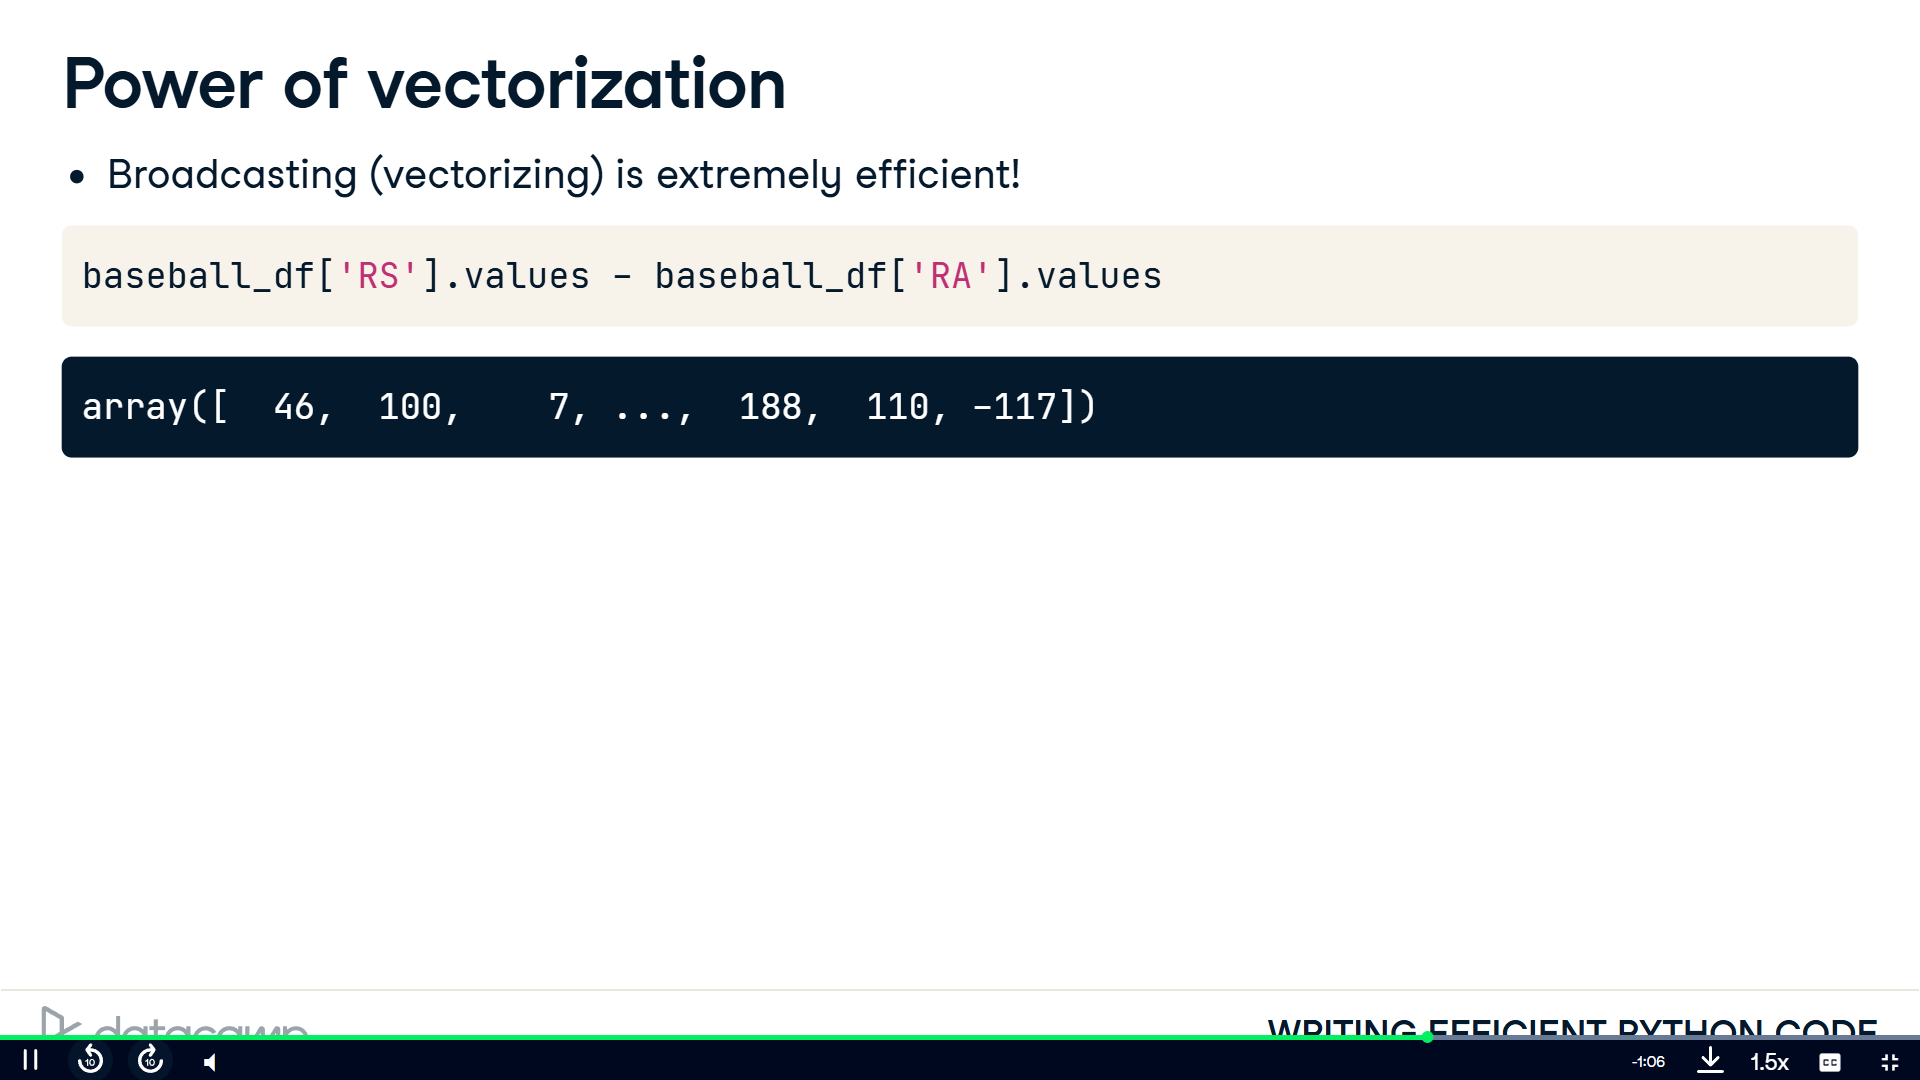 Power of vectorization
• Broadcasting (vectorizing) is extremely efficient!
baseball_df['RS'].values - baseball_df['RA'].values
array([  46,  100,    7, ...,  188,  110, -117])
datacamp
WRITING EFFICIENT PYTHON CODE
10
10
-1:06
1.5x
CC